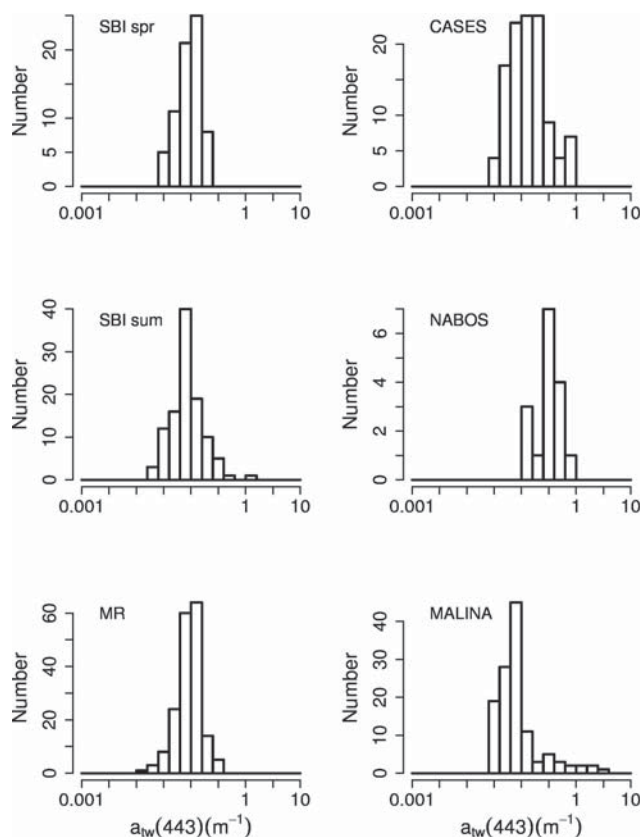 SBI spr
Number
0 5 10 20
0.001 1 10
CASES
Number
0 5 10 20
0.001 1 10
SBI sum
Number
0 10 20 30 40
0.001 1 10
NABOS
Number
0 2 4 6
0.001 1 10
MR
Number
0 20 40 60
0.001 1 10
a_tw(443)(m⁻¹)
MALINA
Number
0 10 20 40
0.001 1 10
a_tw(443)(m⁻¹)